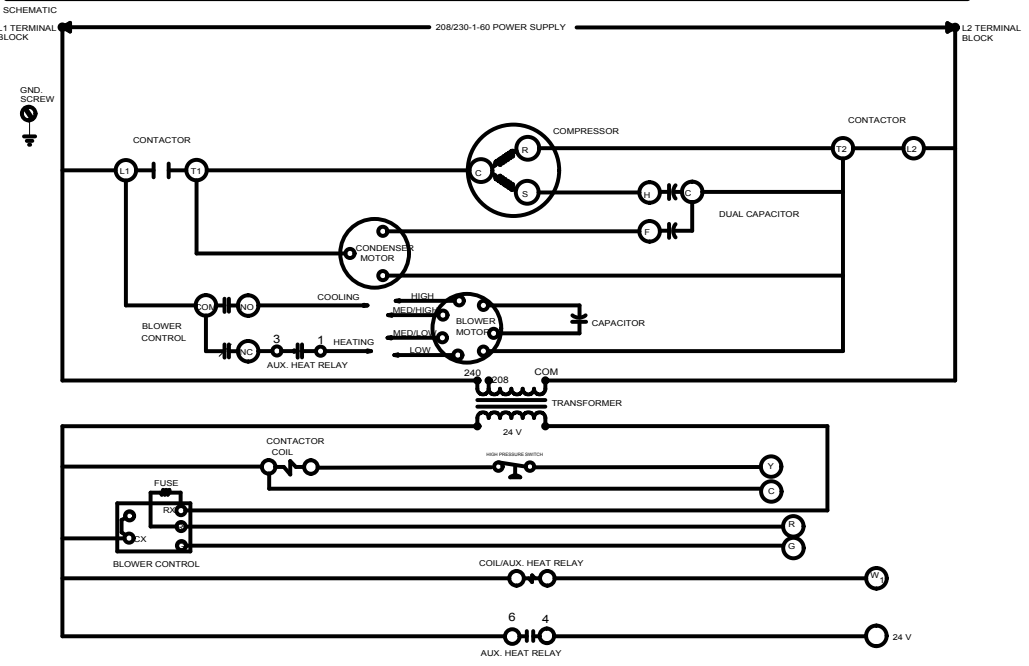 SCHEMATIC
L1 TERMINAL
BLOCK
208/230-1-60 POWER SUPPLY
L2 TERMINAL
BLOCK
GND.
SCREW
CONTACTOR
COMPRESSOR
CONTACTOR
L1
T1
C
R
S
T2
L2
H
C
DUAL CAPACITOR
F
CONDENSER
MOTOR
COOLING
HIGH
MED/HIGH
COM
NO
BLOWER
CONTROL
BLOWER
MOTOR
CAPACITOR
MED/LOW
NC
3
1
HEATING
LOW
AUX. HEAT RELAY
240
208
COM
TRANSFORMER
24 V
CONTACTOR
COIL
HIGH PRESSURE SWITCH
Y
C
FUSE
RX
R
CX
G
BLOWER CONTROL
COIL/AUX. HEAT RELAY
W1
6
4
24 V
AUX. HEAT RELAY